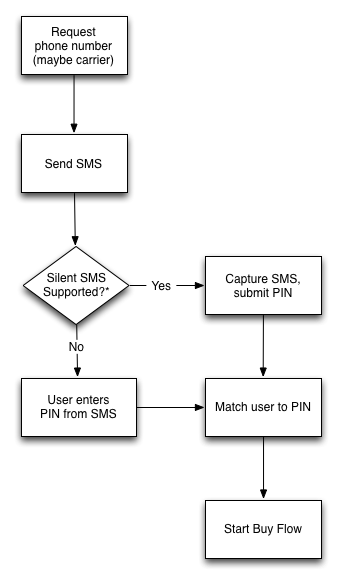 Request
phone number
(maybe carrier)
Send SMS
Silent SMS
Supported?*
Yes
Capture SMS,
submit PIN
No
User enters
PIN from SMS
Match user to PIN
Start Buy Flow